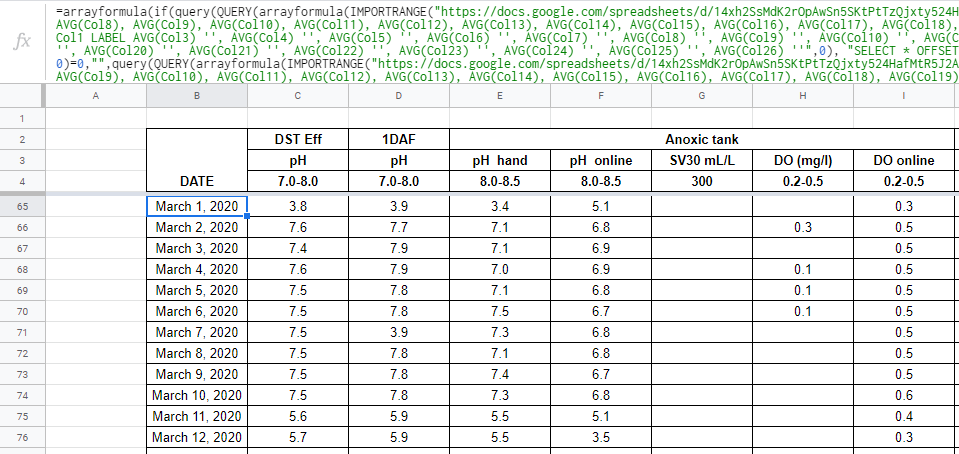 =arrayformula(if(query(QUERY(arrayformula(IMPORTRANGE("https://docs.google.com/spreadsheets/d/14xh2SsMdK2rOpAwSn5SKtPtTzQjxty524H
AVG(Col8), AVG(Col9), AVG(Col10), AVG(Col11), AVG(Col12), AVG(Col13), AVG(Col14), AVG(Col15), AVG(Col16), AVG(Col17), AVG(Col18),
Col1 LABEL AVG(Col3) '', AVG(Col4) '', AVG(Col5) '', AVG(Col6) '', AVG(Col7) '', AVG(Col8) '', AVG(Col9) '', AVG(Col10) '', AVG(C
'', AVG(Col20) '', AVG(Col21) '', AVG(Col22) '', AVG(Col23) '', AVG(Col24) '', AVG(Col25) '', AVG(Col26) ''",0), "SELECT * OFFSET
0)=0,"",query(QUERY(arrayformula(IMPORTRANGE("https://docs.google.com/spreadsheets/d/14xh2SsMdK2rOpAwSn5SKtPtTzQjxty524HafMtR5J2A
AVG(Col9), AVG(Col10), AVG(Col11), AVG(Col12), AVG(Col13), AVG(Col14), AVG(Col15), AVG(Col16), AVG(Col17), AVG(Col18), AVG(Col19)
fx
A B C D E F G H I
1
2 DST Eff 1DAF Anoxic tank
3 pH pH pH hand pH online SV30 mL/L DO (mg/l) DO online
4 DATE 7.0-8.0 7.0-8.0 8.0-8.5 8.0-8.5 300 0.2-0.5 0.2-0.5
65 March 1, 2020 3.8 3.9 3.4 5.1 0.3
66 March 2, 2020 7.6 7.7 7.1 6.8 0.3 0.5
67 March 3, 2020 7.4 7.9 7.1 6.9 0.5
68 March 4, 2020 7.6 7.9 7.0 6.9 0.1 0.5
69 March 5, 2020 7.5 7.8 7.1 6.8 0.1 0.5
70 March 6, 2020 7.5 7.8 7.5 6.7 0.1 0.5
71 March 7, 2020 7.5 3.9 7.3 6.8 0.5
72 March 8, 2020 7.5 7.8 7.1 6.8 0.5
73 March 9, 2020 7.5 7.8 7.4 6.7 0.5
74 March 10, 2020 7.5 7.8 7.3 6.8 0.6
75 March 11, 2020 5.6 5.9 5.5 5.1 0.4
76 March 12, 2020 5.7 5.9 5.5 3.5 0.3